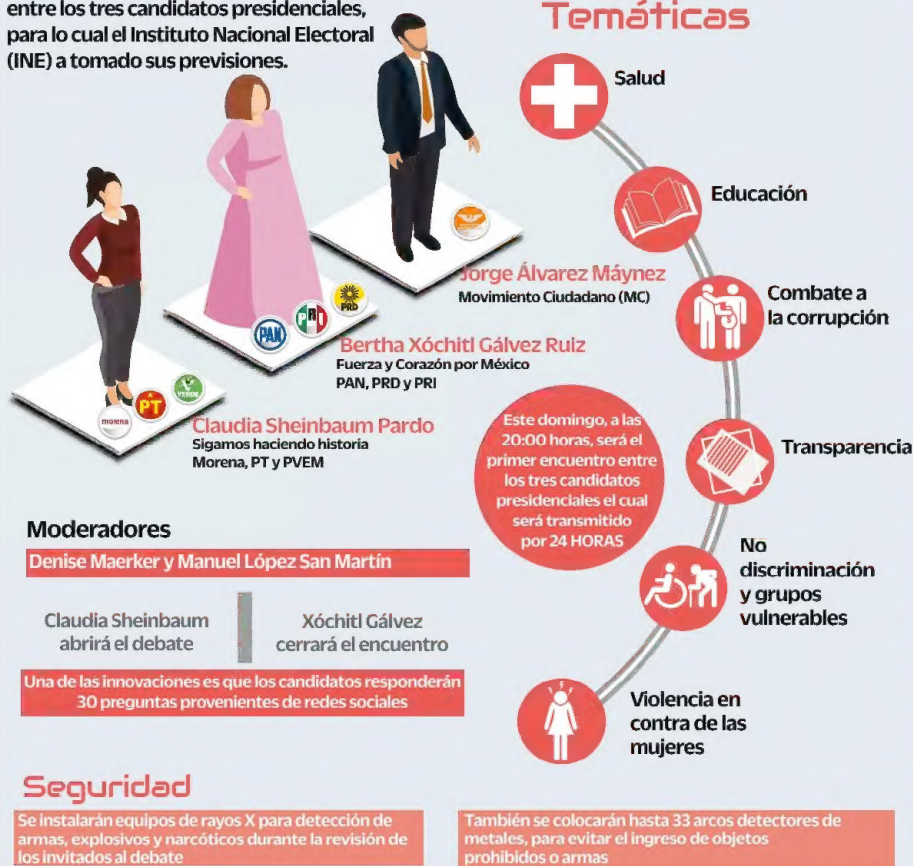 entre los tres candidatos presidenciales,
para lo cual el Instituto Nacional Electoral
(INE) a tomado sus previsiones.
Jorge Álvarez Máynez
Movimiento Ciudadano (MC)
PAN
PRI
PRD
Bertha Xóchitl Gálvez Ruiz
Fuerza y Corazón por México
PAN, PRD y PRI
morena
PT
VERDE
Claudia Sheinbaum Pardo
Sigamos haciendo historia
Morena, PT y PVEM
Temáticas
Salud
Educación
Combate a
la corrupción
Transparencia
No
discriminación
y grupos
vulnerables
Violencia en
contra de las
mujeres
Este domingo, a las
20:00 horas, será el
primer encuentro entre
los tres candidatos
presidenciales el cual
será transmitido
por 24 HORAS
Moderadores
Denise Maerker y Manuel López San Martín
Claudia Sheinbaum
abrirá el debate
Xóchitl Gálvez
cerrará el encuentro
Una de las innovaciones es que los candidatos responderán
30 preguntas provenientes de redes sociales
Seguridad
Se instalarán equipos de rayos X para detección de
armas, explosivos y narcóticos durante la revisión de
los invitados al debate
También se colocarán hasta 33 arcos detectores de
metales, para evitar el ingreso de objetos
prohibidos o armas